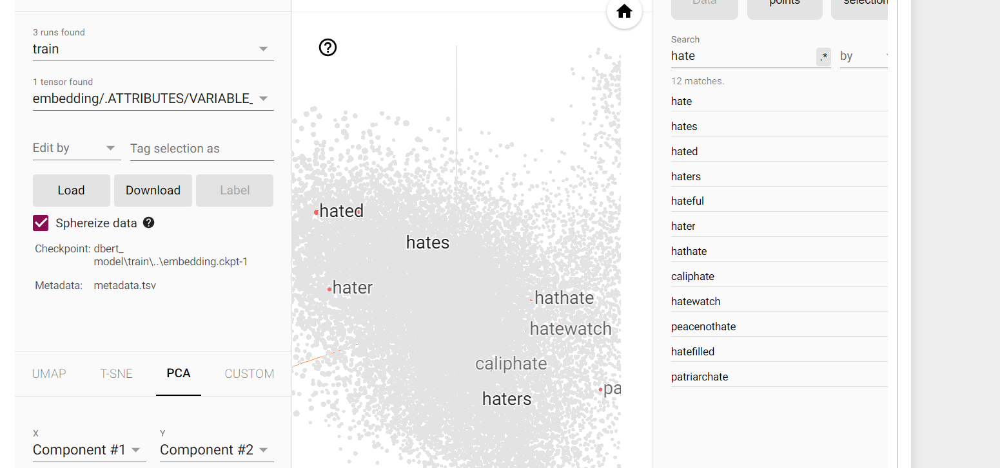 3 runs found
train
1 tensor found
embedding/.ATTRIBUTES/VARIABLE_
Edit by
Tag selection as
Load
Download
Label
Sphereize data
Checkpoint: dbert_
model\train\..\embedding.ckpt-1
Metadata: metadata.tsv
UMAP
T-SNE
PCA
CUSTOM
X
Component #1
Y
Component #2
hated
hates
hater
hathate
hatewatch
caliphate
pa
haters
Data
points
selection
Search
hate
.*
by
12 matches.
hate
hates
hated
haters
hateful
hater
hathate
caliphate
hatewatch
peacenothate
hatefilled
patriarchate